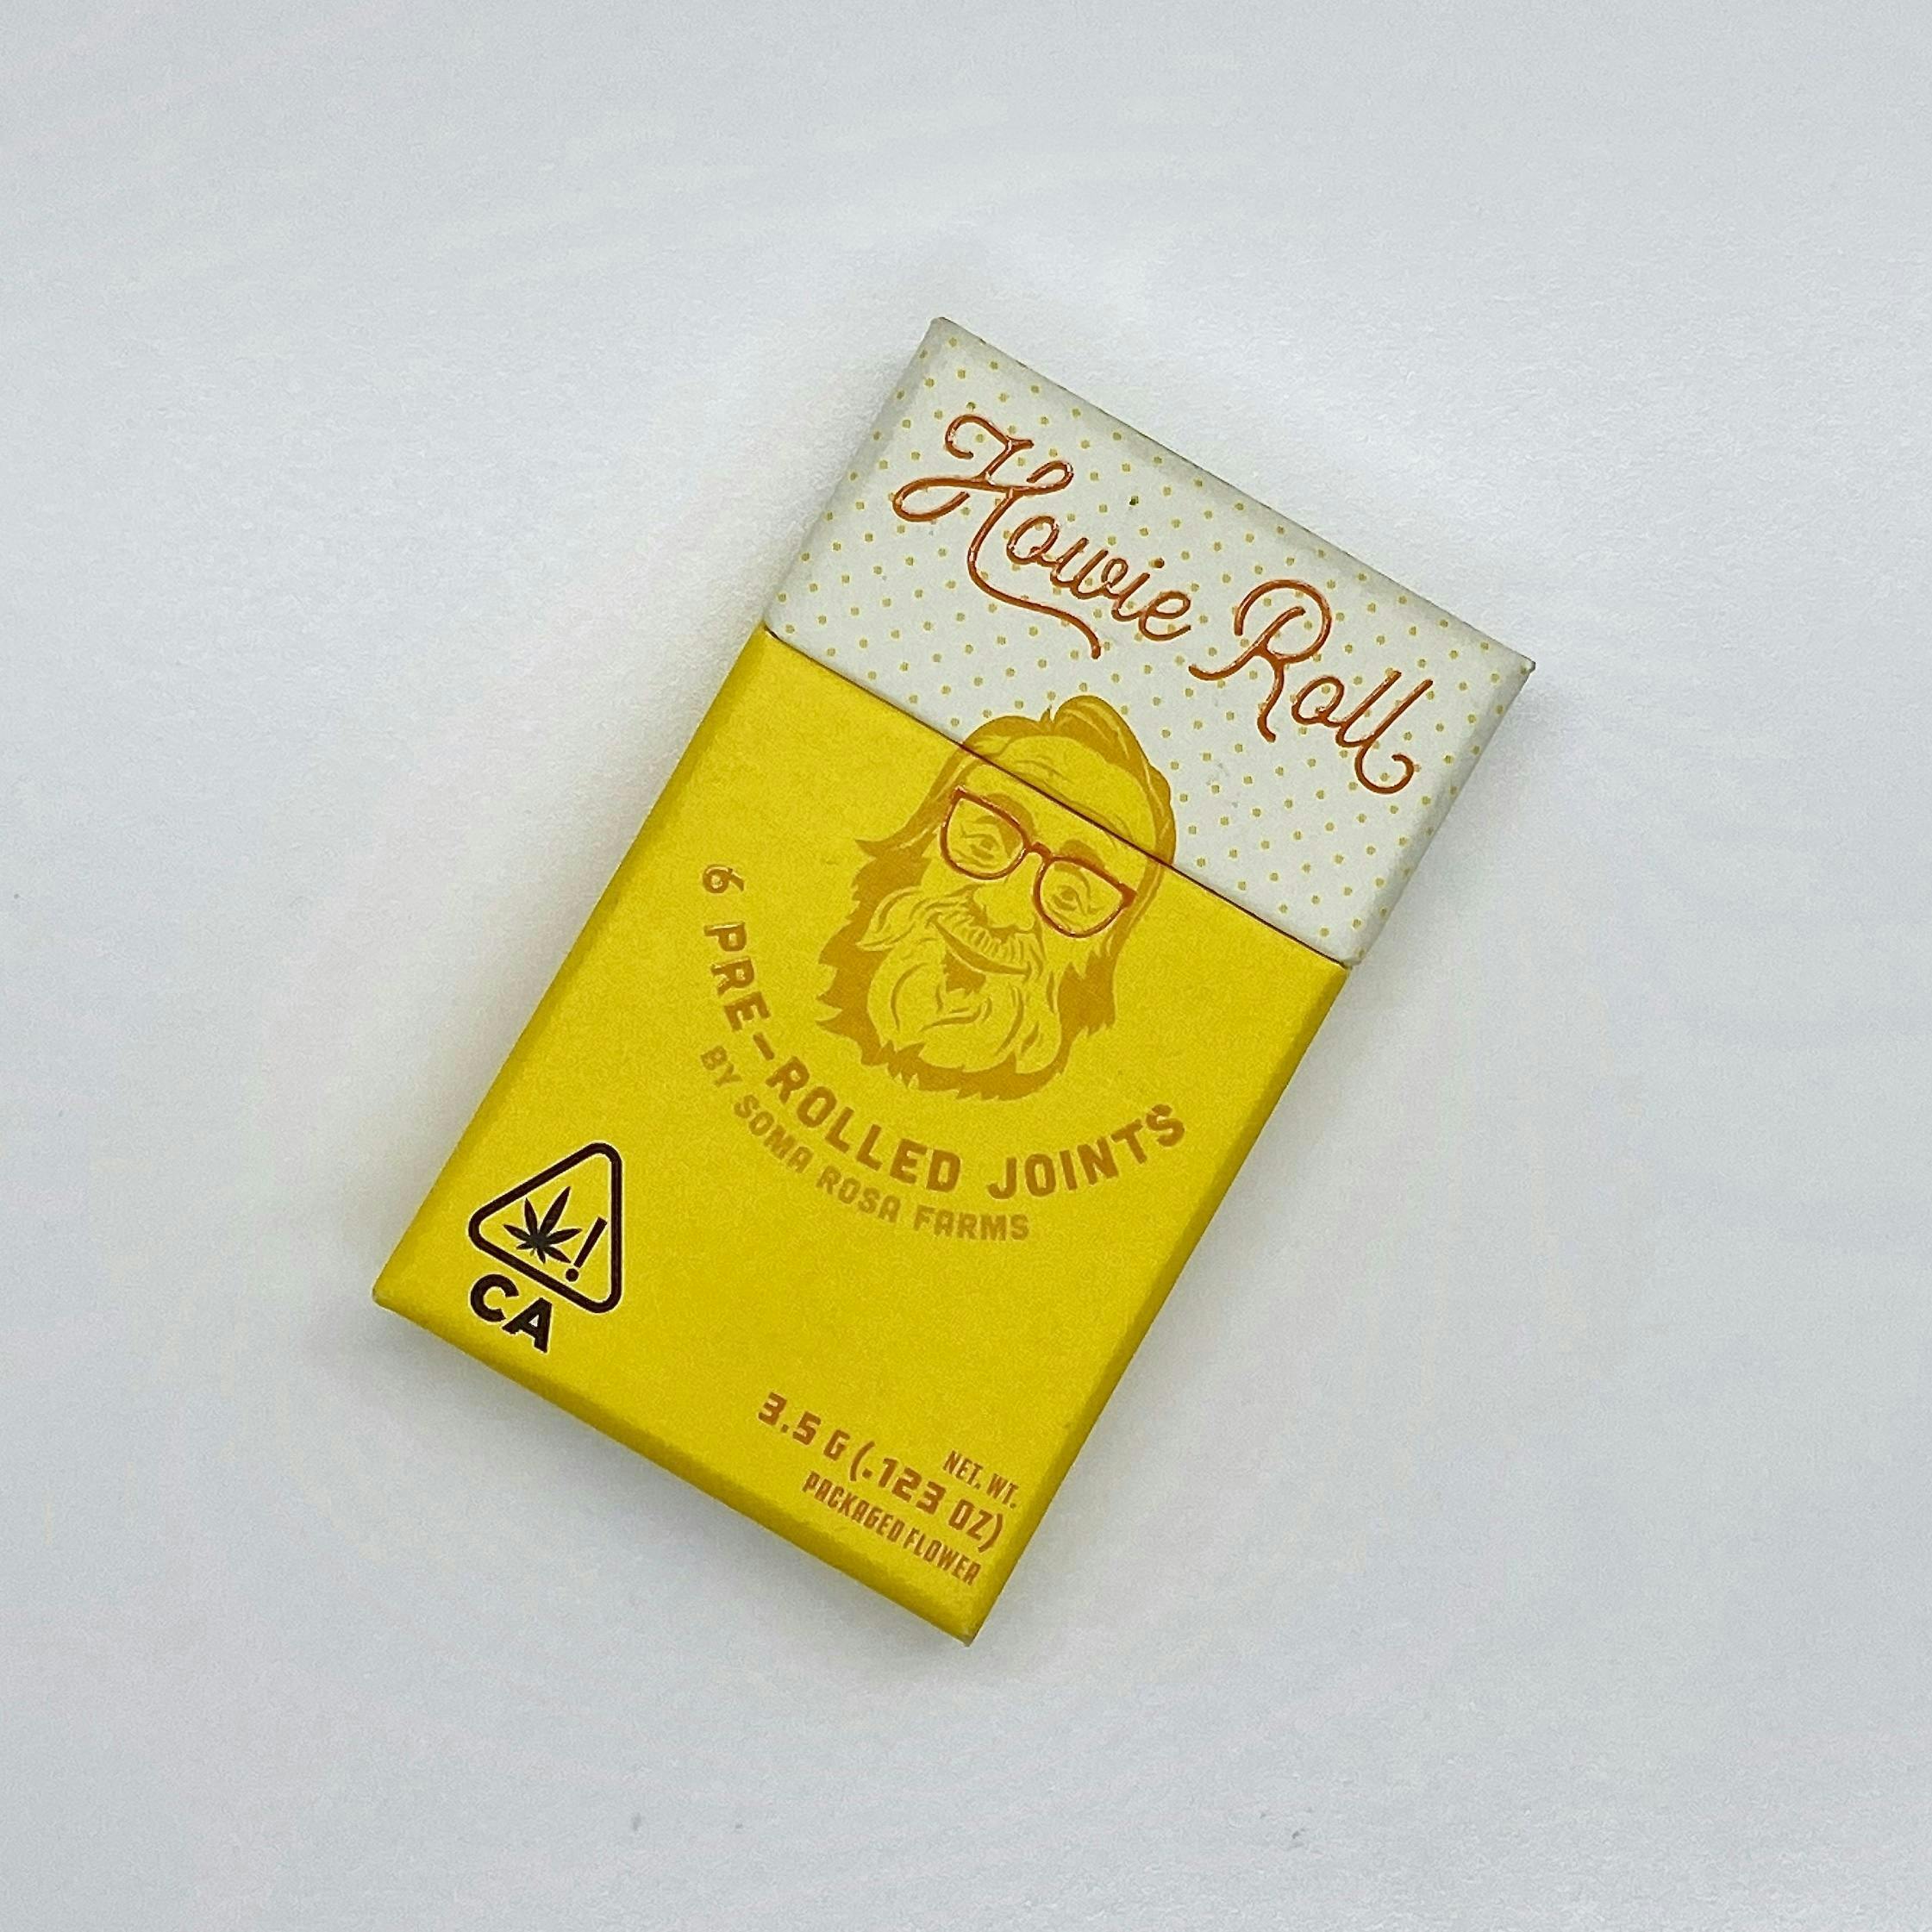 Howie Roll
6 PRE-ROLLED JOINTS
BY SOMA ROSA FARMS
!
CA
NET. WT.
3.5 G (.123 OZ)
PACKAGED FLOWER